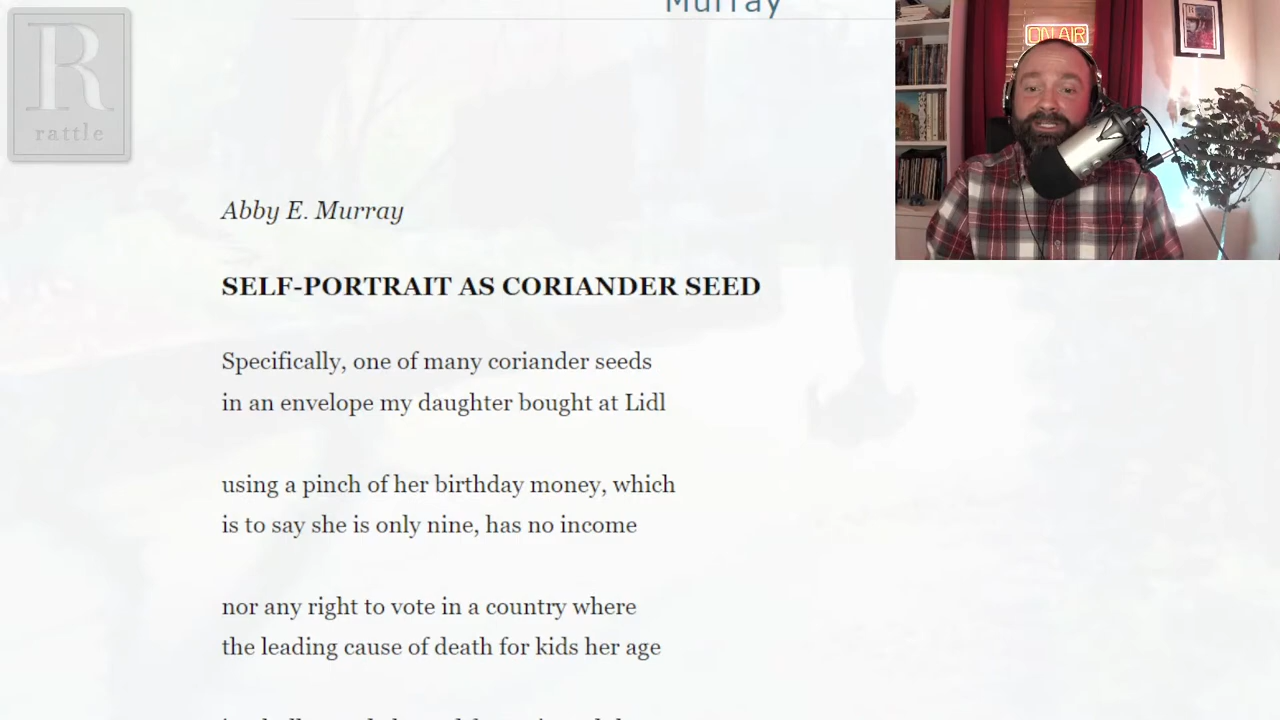 Murray
R
rattle
ON AIR
Abby E. Murray
SELF-PORTRAIT AS CORIANDER SEED
Specifically, one of many coriander seeds
in an envelope my daughter bought at Lidl
using a pinch of her birthday money, which
is to say she is only nine, has no income
nor any right to vote in a country where
the leading cause of death for kids her age